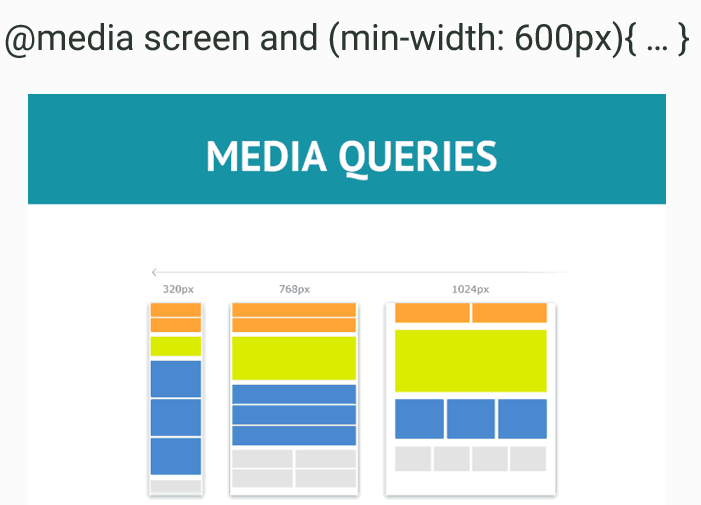 @media screen and (min-width: 600px){ ... }
MEDIA QUERIES
320px 768px 1024px